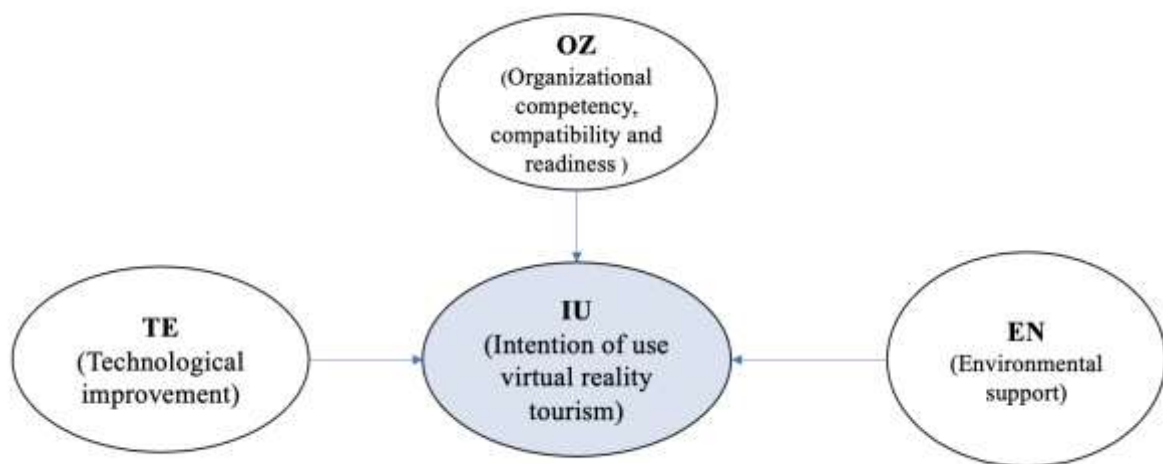 OZ
(Organizational
competency,
compatibility and
readiness )
TE
(Technological
improvement)
IU
(Intention of use
virtual reality
tourism)
EN
(Environmental
support)